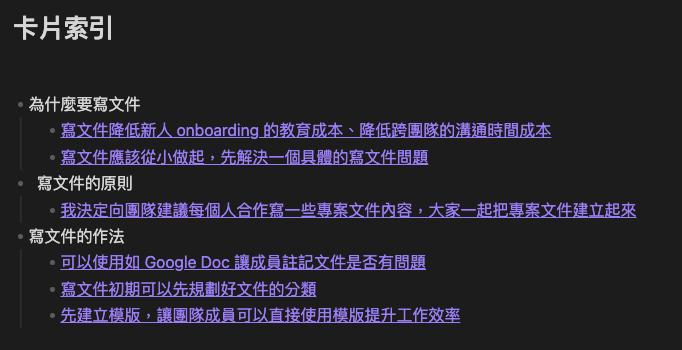 卡片索引
為什麼要寫文件
寫文件降低新人 onboarding 的教育成本、降低跨團隊的溝通時間成本
寫文件應該從小做起，先解決一個具體的寫文件問題
寫文件的原則
我決定向團隊建議每個人合作寫一些專案文件內容，大家一起把專案文件建立起來
寫文件的作法
可以使用如 Google Doc 讓成員註記文件是否有問題
寫文件初期可以先規劃好文件的分類
先建立模版，讓團隊成員可以直接使用模版提升工作效率